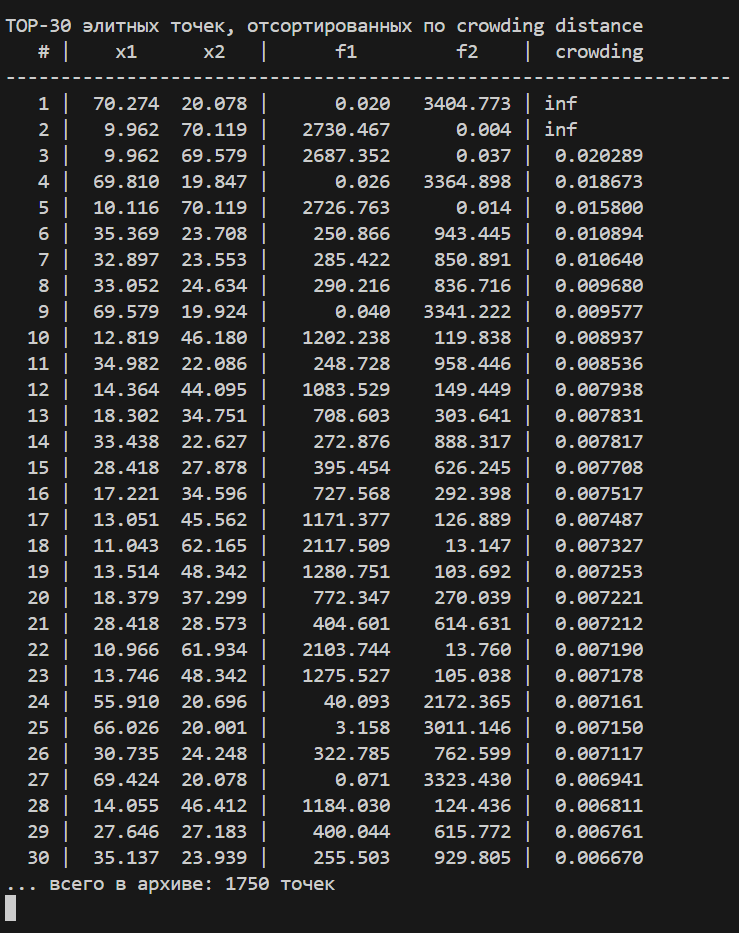 TOP-30 элитных точек, отсортированных по crowding distance
# | x1 x2 | f1 f2 | crowding
-------------------------------------------------------------------
1 | 70.274 20.078 | 0.020 3404.773 | inf
2 | 9.962 70.119 | 2730.467 0.004 | inf
3 | 9.962 69.579 | 2687.352 0.037 | 0.020289
4 | 69.810 19.847 | 0.026 3364.898 | 0.018673
5 | 10.116 70.119 | 2726.763 0.014 | 0.015800
6 | 35.369 23.708 | 250.866 943.445 | 0.010894
7 | 32.897 23.553 | 285.422 850.891 | 0.010640
8 | 33.052 24.634 | 290.216 836.716 | 0.009680
9 | 69.579 19.924 | 0.040 3341.222 | 0.009577
10 | 12.819 46.180 | 1202.238 119.838 | 0.008937
11 | 34.982 22.086 | 248.728 958.446 | 0.008536
12 | 14.364 44.095 | 1083.529 149.449 | 0.007938
13 | 18.302 34.751 | 708.603 303.641 | 0.007831
14 | 33.438 22.627 | 272.876 888.317 | 0.007817
15 | 28.418 27.878 | 395.454 626.245 | 0.007708
16 | 17.221 34.596 | 727.568 292.398 | 0.007517
17 | 13.051 45.562 | 1171.377 126.889 | 0.007487
18 | 11.043 62.165 | 2117.509 13.147 | 0.007327
19 | 13.514 48.342 | 1280.751 103.692 | 0.007253
20 | 18.379 37.299 | 772.347 270.039 | 0.007221
21 | 28.418 28.573 | 404.601 614.631 | 0.007212
22 | 10.966 61.934 | 2103.744 13.760 | 0.007190
23 | 13.746 48.342 | 1275.527 105.038 | 0.007178
24 | 55.910 20.696 | 40.093 2172.365 | 0.007161
25 | 66.026 20.001 | 3.158 3011.146 | 0.007150
26 | 30.735 24.248 | 322.785 762.599 | 0.007117
27 | 69.424 20.078 | 0.071 3323.430 | 0.006941
28 | 14.055 46.412 | 1184.030 124.436 | 0.006811
29 | 27.646 27.183 | 400.044 615.772 | 0.006761
30 | 35.137 23.939 | 255.503 929.805 | 0.006670
... всего в архиве: 1750 точек